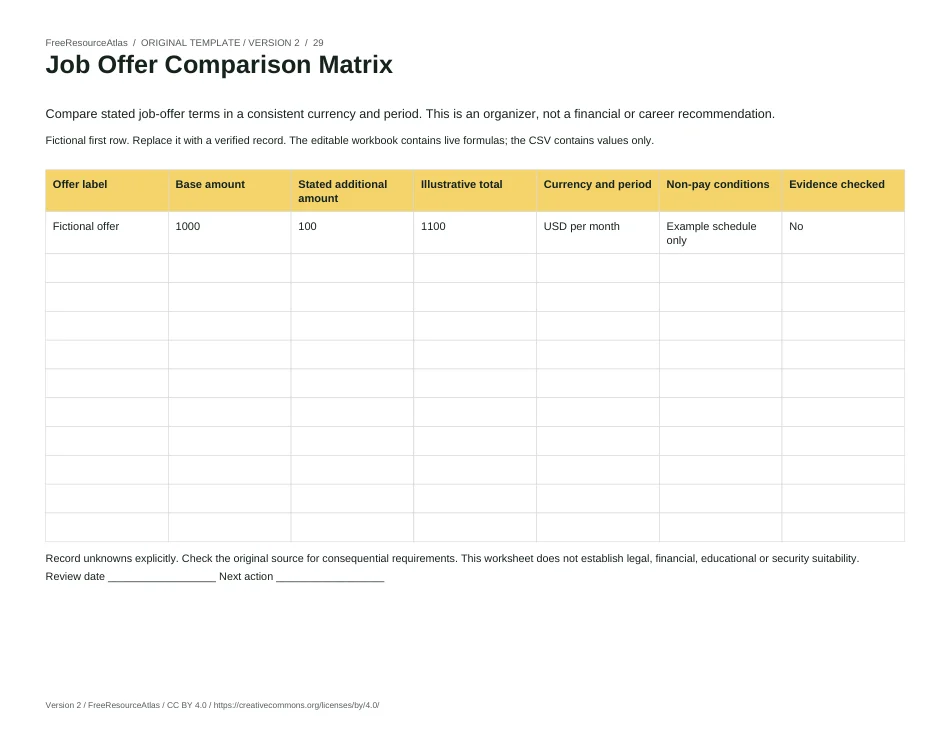 FreeResourceAtlas / ORIGINAL TEMPLATE / VERSION 2 / 29
Job Offer Comparison Matrix
Compare stated job-offer terms in a consistent currency and period. This is an organizer, not a financial or career recommendation.
Fictional first row. Replace it with a verified record. The editable workbook contains live formulas; the CSV contains values only.
Offer label Base amount Stated additional amount Illustrative total Currency and period Non-pay conditions Evidence checked
Fictional offer 1000 100 1100 USD per month Example schedule only No
Record unknowns explicitly. Check the original source for consequential requirements. This worksheet does not establish legal, financial, educational or security suitability.
Review date __________________ Next action __________________
Version 2 / FreeResourceAtlas / CC BY 4.0 / https://creativecommons.org/licenses/by/4.0/